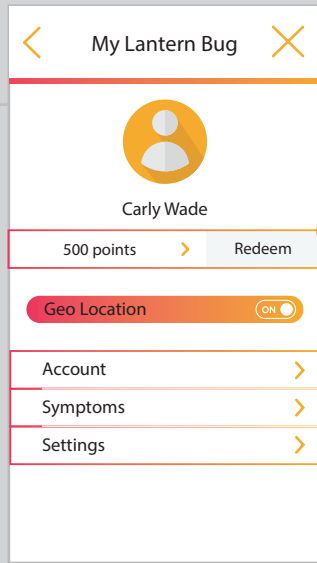 My Lantern Bug
Carly Wade
500 points Redeem
Geo Location ON
Account
Symptoms
Settings